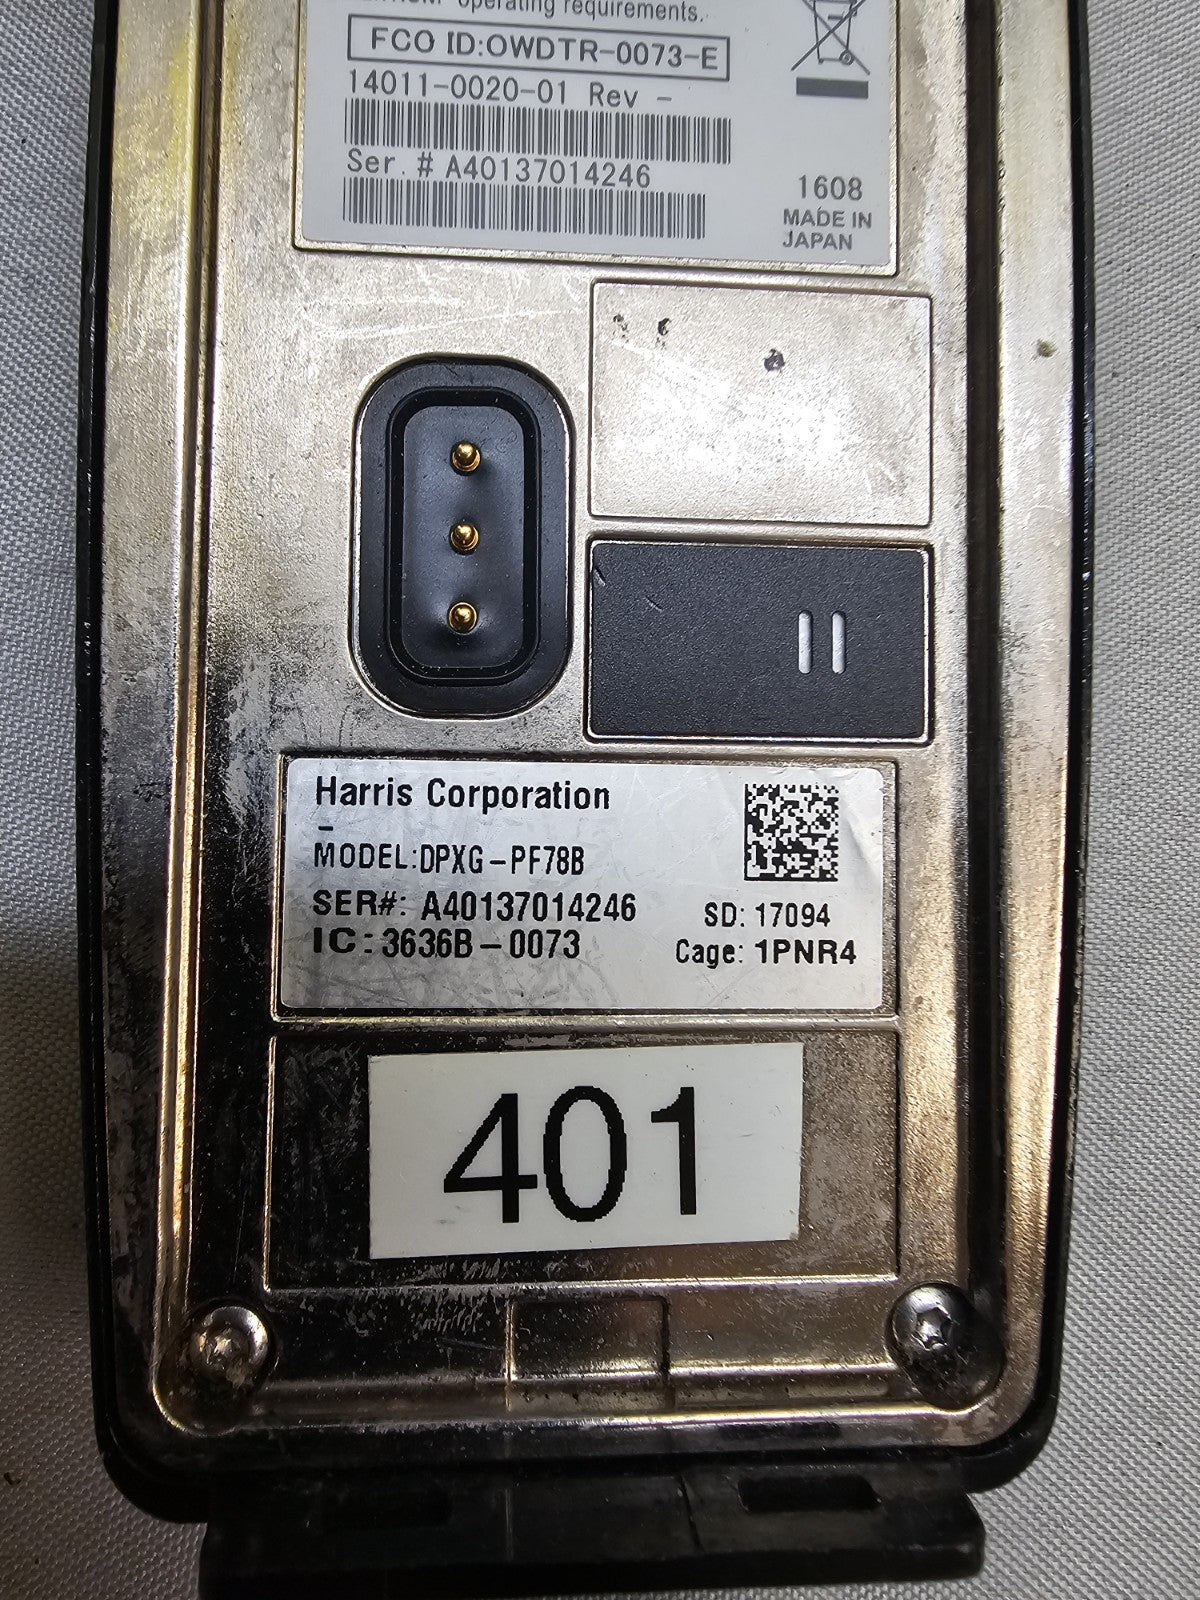 operating requirements.
FCO ID:OWDTR-0073-E
14011-0020-01 Rev -
Ser. # A40137014246
1608
MADE IN
JAPAN
Harris Corporation
-
MODEL:DPXG-PF78B
SER#: A40137014246
SD: 17094
IC: 3636B-0073
Cage: 1PNR4
401